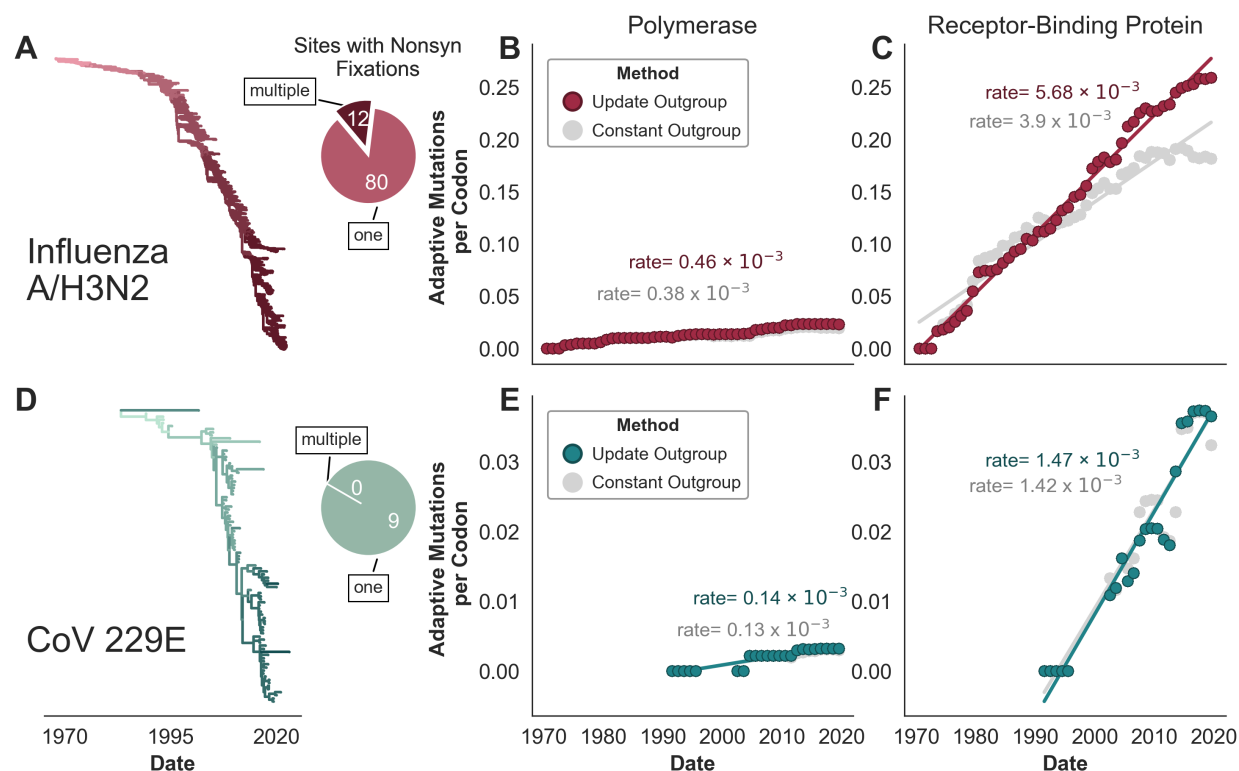 A
Sites with Nonsyn
Fixations
multiple
12
80
one
Influenza
A/H3N2
B
Polymerase
Adaptive Mutations
per Codon
0.25
0.20
0.15
0.10
0.05
0.00
Method
Update Outgroup
Constant Outgroup
rate= 0.46 × 10⁻³
rate= 0.38 x 10⁻³
C
Receptor-Binding Protein
0.25
0.20
0.15
0.10
0.05
0.00
rate= 5.68 × 10⁻³
rate= 3.9 x 10⁻³
D
multiple
0
9
one
CoV 229E
1970 1995 2020
Date
E
Adaptive Mutations
per Codon
0.03
0.02
0.01
0.00
Method
Update Outgroup
Constant Outgroup
rate= 0.14 × 10⁻³
rate= 0.13 x 10⁻³
1970 1980 1990 2000 2010 2020
Date
F
0.03
0.02
0.01
0.00
rate= 1.47 × 10⁻³
rate= 1.42 x 10⁻³
1970 1980 1990 2000 2010 2020
Date